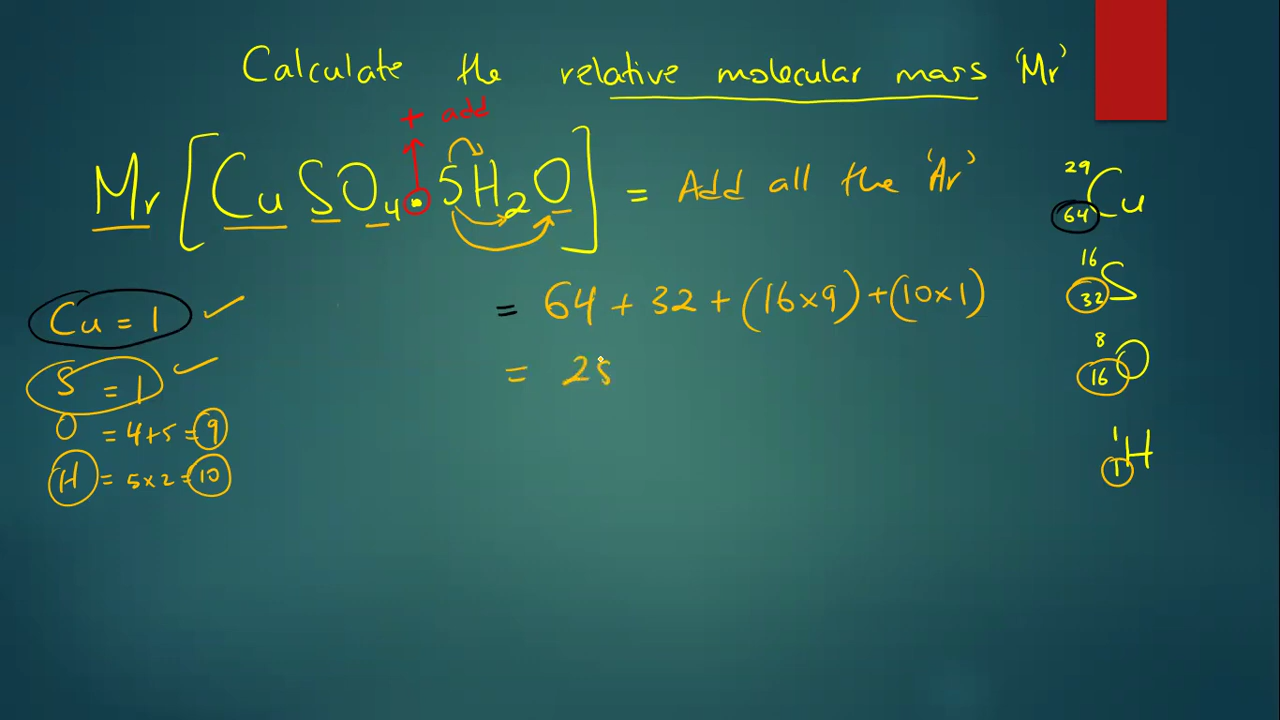 Calculate the relative molecular mass 'Mr'
+ add
Mr [CuSO₄ · 5H₂O] = Add all the 'Ar'
= 64 + 32 + (16×9) + (10×1)
= 25
Cu = 1 ✓
S = 1 ✓
O = 4+5 = 9
H = 5×2 = 10
29
64 Cu
16
32 S
8
16 O
1
1 H